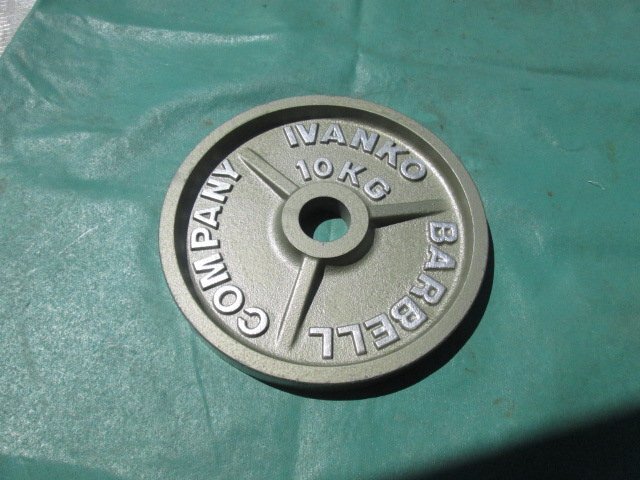 IVANKO
10KG
BARBELL
COMPANY